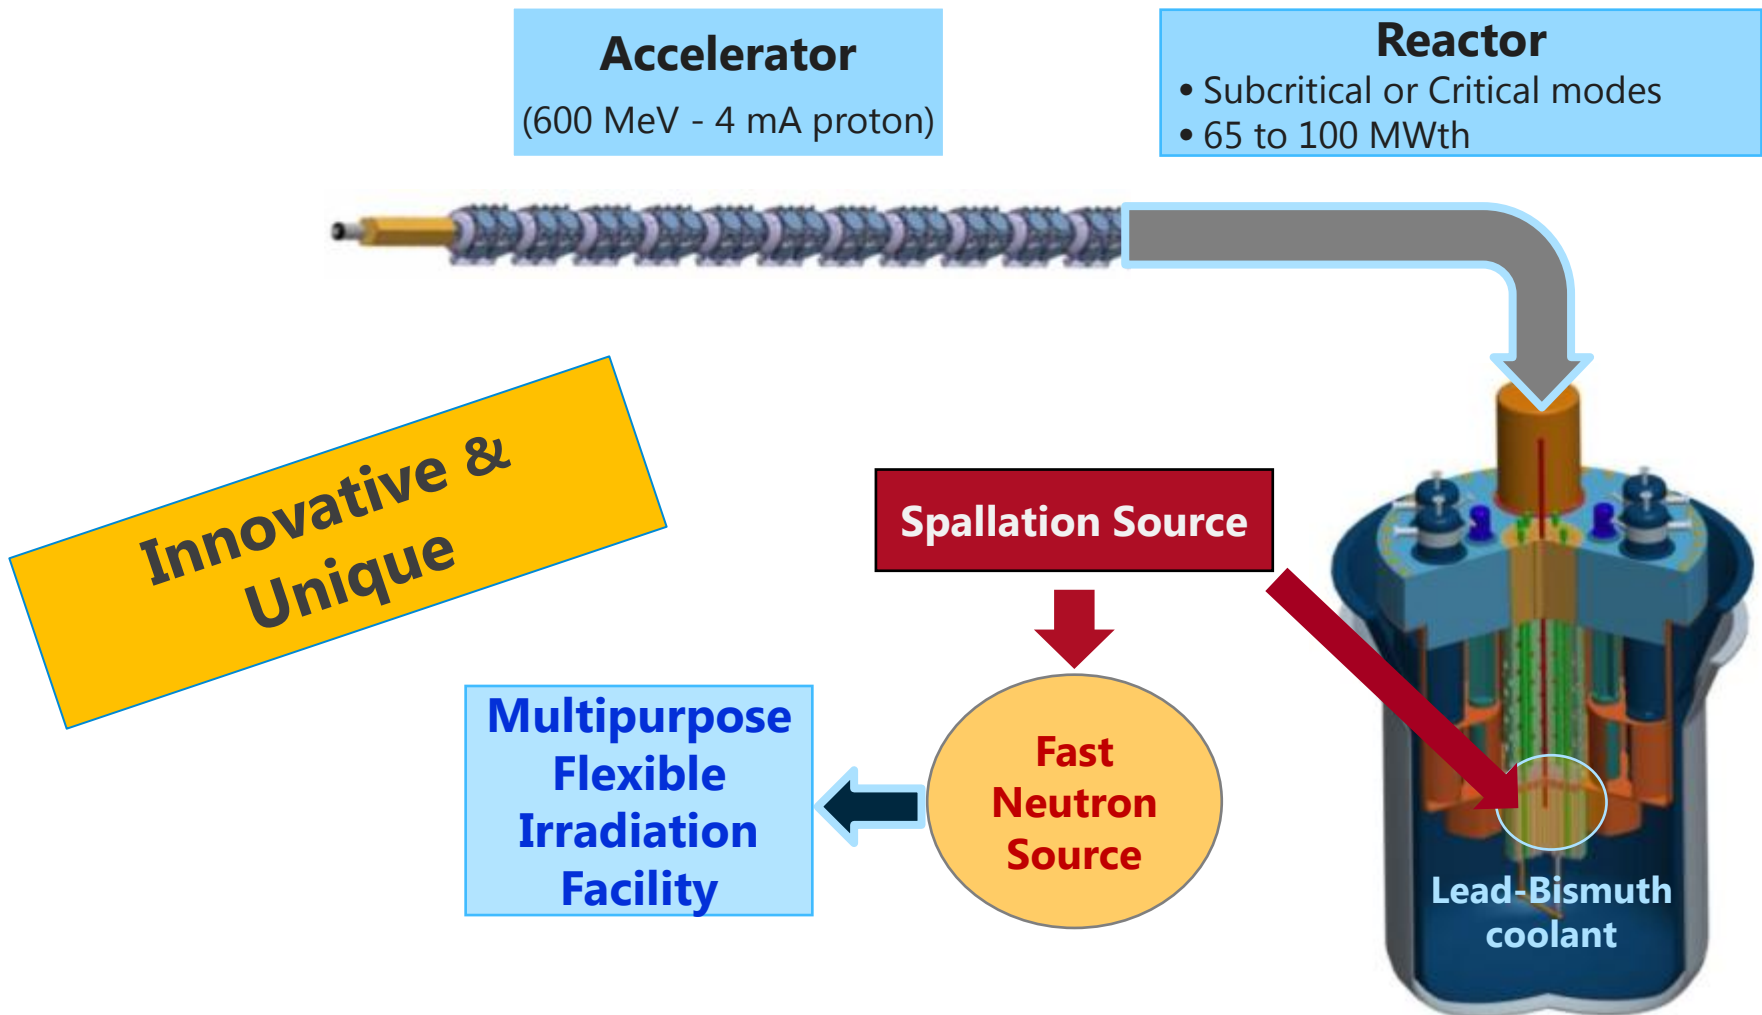 Accelerator
(600 MeV - 4 mA proton)
Reactor
• Subcritical or Critical modes
• 65 to 100 MWth
Innovative &
Unique
Spallation Source
Multipurpose
Flexible
Irradiation
Facility
Fast
Neutron
Source
Lead-Bismuth
coolant